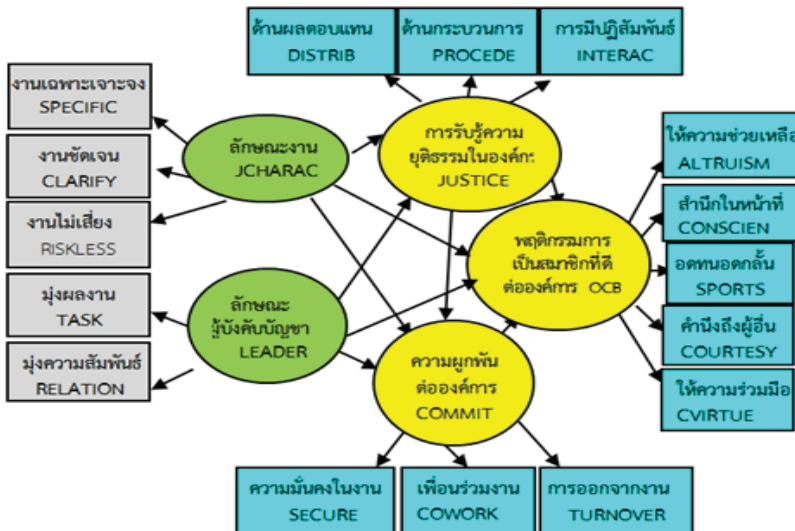 ด้านผลตอบแทน
DISTRIB
ด้านกระบวนการ
PROCEDE
การมีปฏิสัมพันธ์
INTERAC
งานเฉพาะเจาะจง
SPECIFIC
งานชัดเจน
CLARIFY
งานไม่เสี่ยง
RISKLESS
มุ่งผลงาน
TASK
มุ่งความสัมพันธ์
RELATION
ลักษณะงาน
JCHARAC
ลักษณะ
ผู้บังคับบัญชา
LEADER
การรับรู้ความ
ยุติธรรมในองค์กร
JUSTICE
พฤติกรรมการ
เป็นสมาชิกที่ดี
ต่อองค์การ OCB
ความผูกพัน
ต่อองค์การ
COMMIT
ให้ความช่วยเหลือ
ALTRUISM
สำนึกในหน้าที่
CONSCIEN
อดทนอดกลั้น
SPORTS
คำนึงถึงผู้อื่น
COURTESY
ให้ความร่วมมือ
CVIRTUE
ความมั่นคงในงาน
SECURE
เพื่อนร่วมงาน
COWORK
การออกจากงาน
TURNOVER